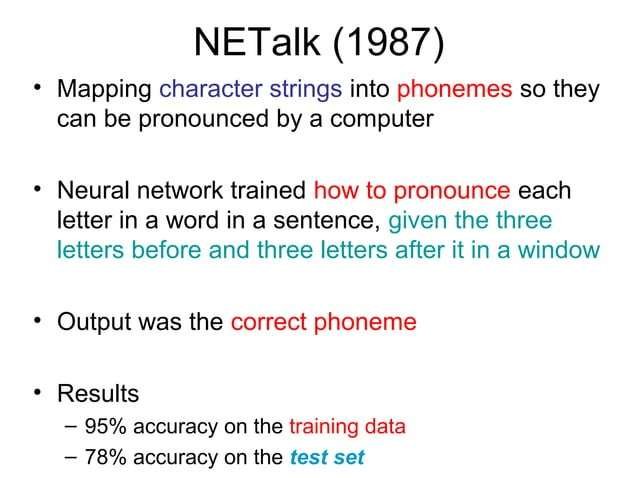 NETalk (1987)
• Mapping character strings into phonemes so they
can be pronounced by a computer
• Neural network trained how to pronounce each
letter in a word in a sentence, given the three
letters before and three letters after it in a window
• Output was the correct phoneme
• Results
– 95% accuracy on the training data
– 78% accuracy on the test set